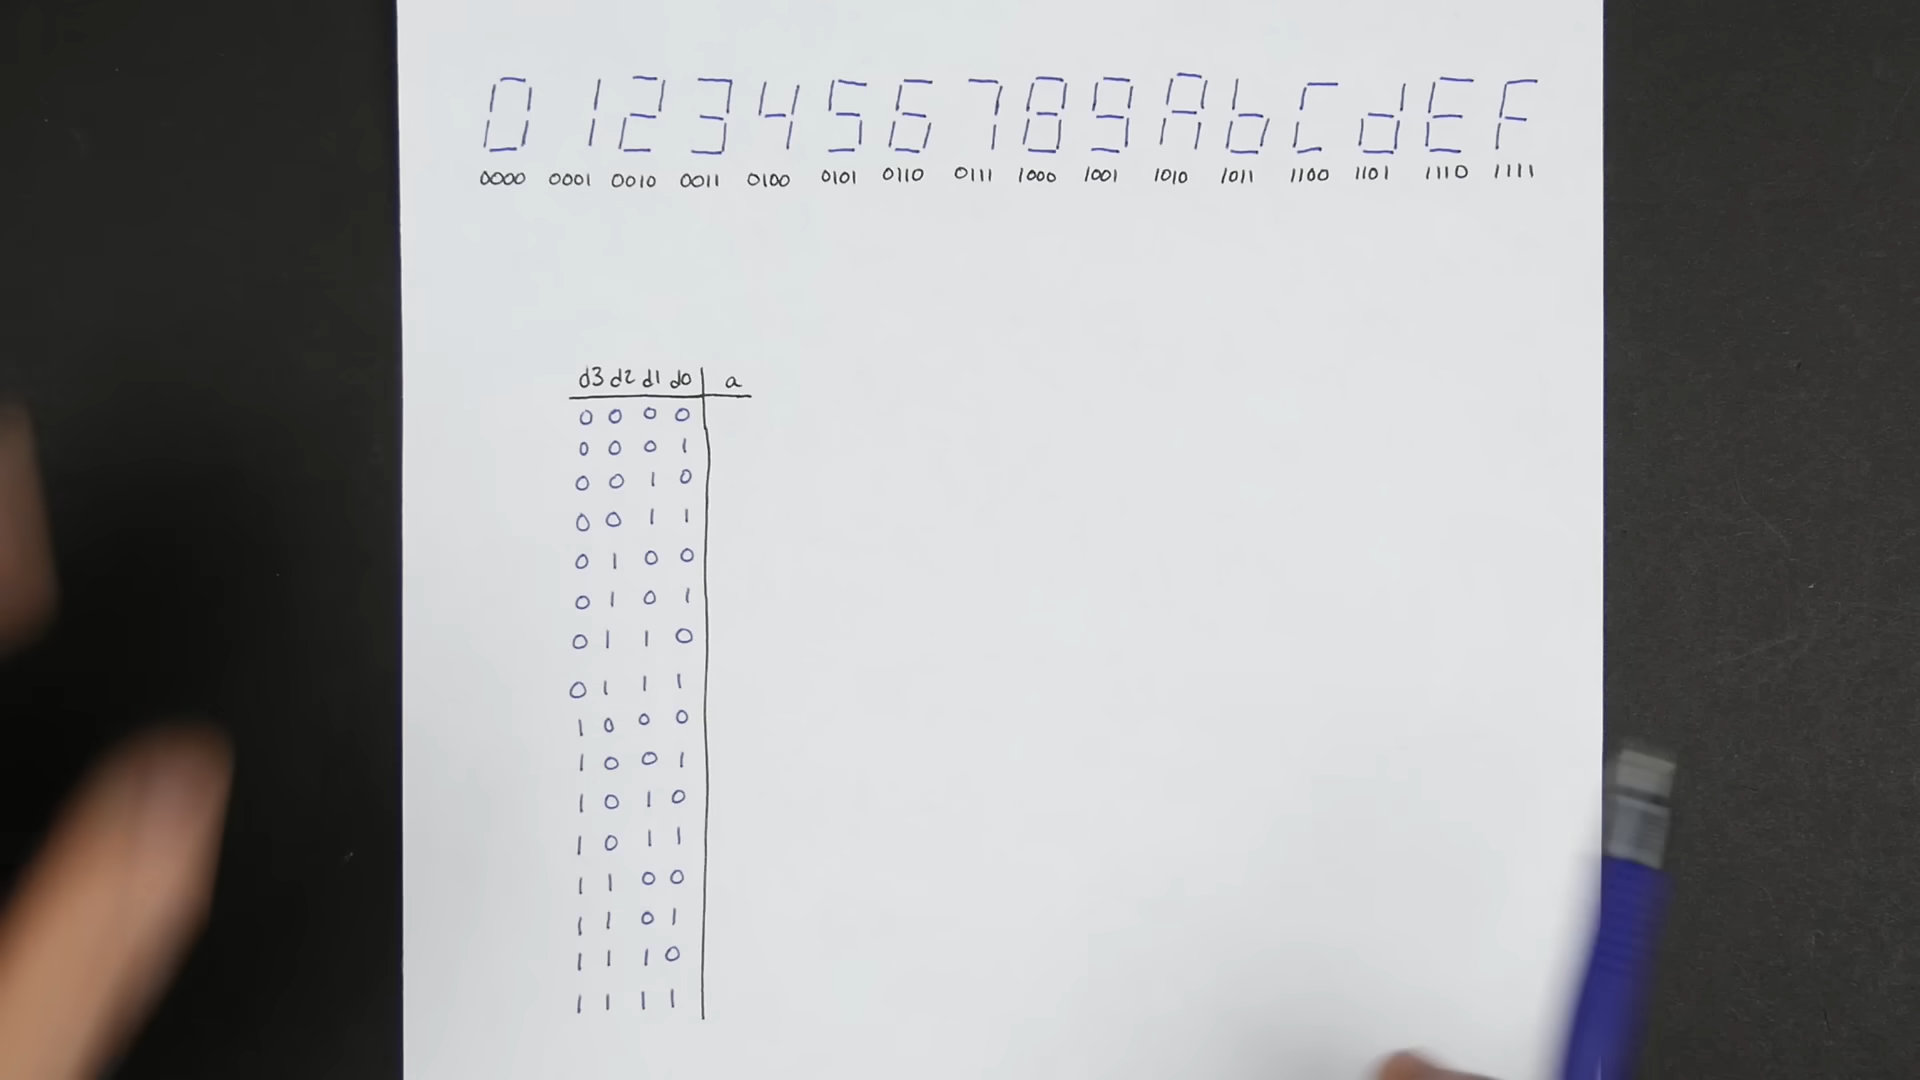 0 1 2 3 4 5 6 7 8 9 A b C d E F
0000 0001 0010 0011 0100 0101 0110 0111 1000 1001 1010 1011 1100 1101 1110 1111
d3 d2 d1 d0 a
0 0 0 0
0 0 0 1
0 0 1 0
0 0 1 1
0 1 0 0
0 1 0 1
0 1 1 0
0 1 1 1
1 0 0 0
1 0 0 1
1 0 1 0
1 0 1 1
1 1 0 0
1 1 0 1
1 1 1 0
1 1 1 1